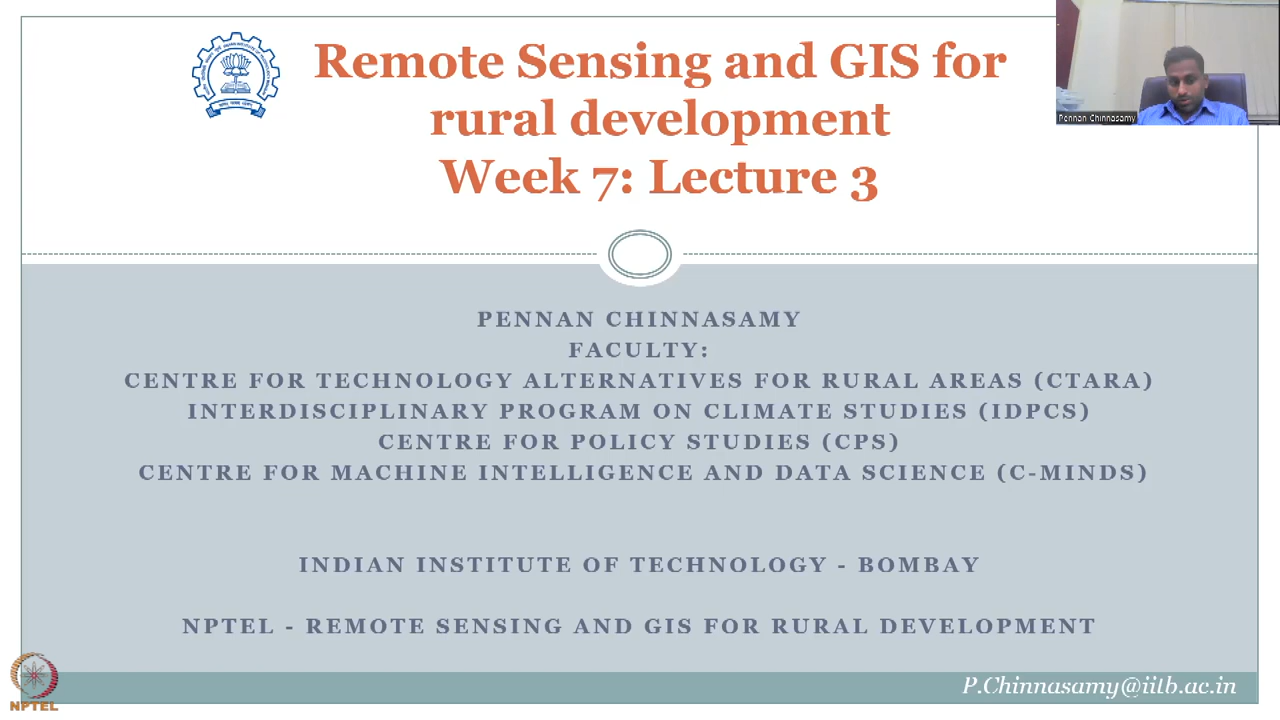 Remote Sensing and GIS for
rural development
Week 7: Lecture 3
Pennan Chinnasamy
PENNAN CHINNASAMY
FACULTY:
CENTRE FOR TECHNOLOGY ALTERNATIVES FOR RURAL AREAS (CTARA)
INTERDISCIPLINARY PROGRAM ON CLIMATE STUDIES (IDPCS)
CENTRE FOR POLICY STUDIES (CPS)
CENTRE FOR MACHINE INTELLIGENCE AND DATA SCIENCE (C-MINDS)
INDIAN INSTITUTE OF TECHNOLOGY - BOMBAY
NPTEL - REMOTE SENSING AND GIS FOR RURAL DEVELOPMENT
P.Chinnasamy@iitb.ac.in
NPTEL